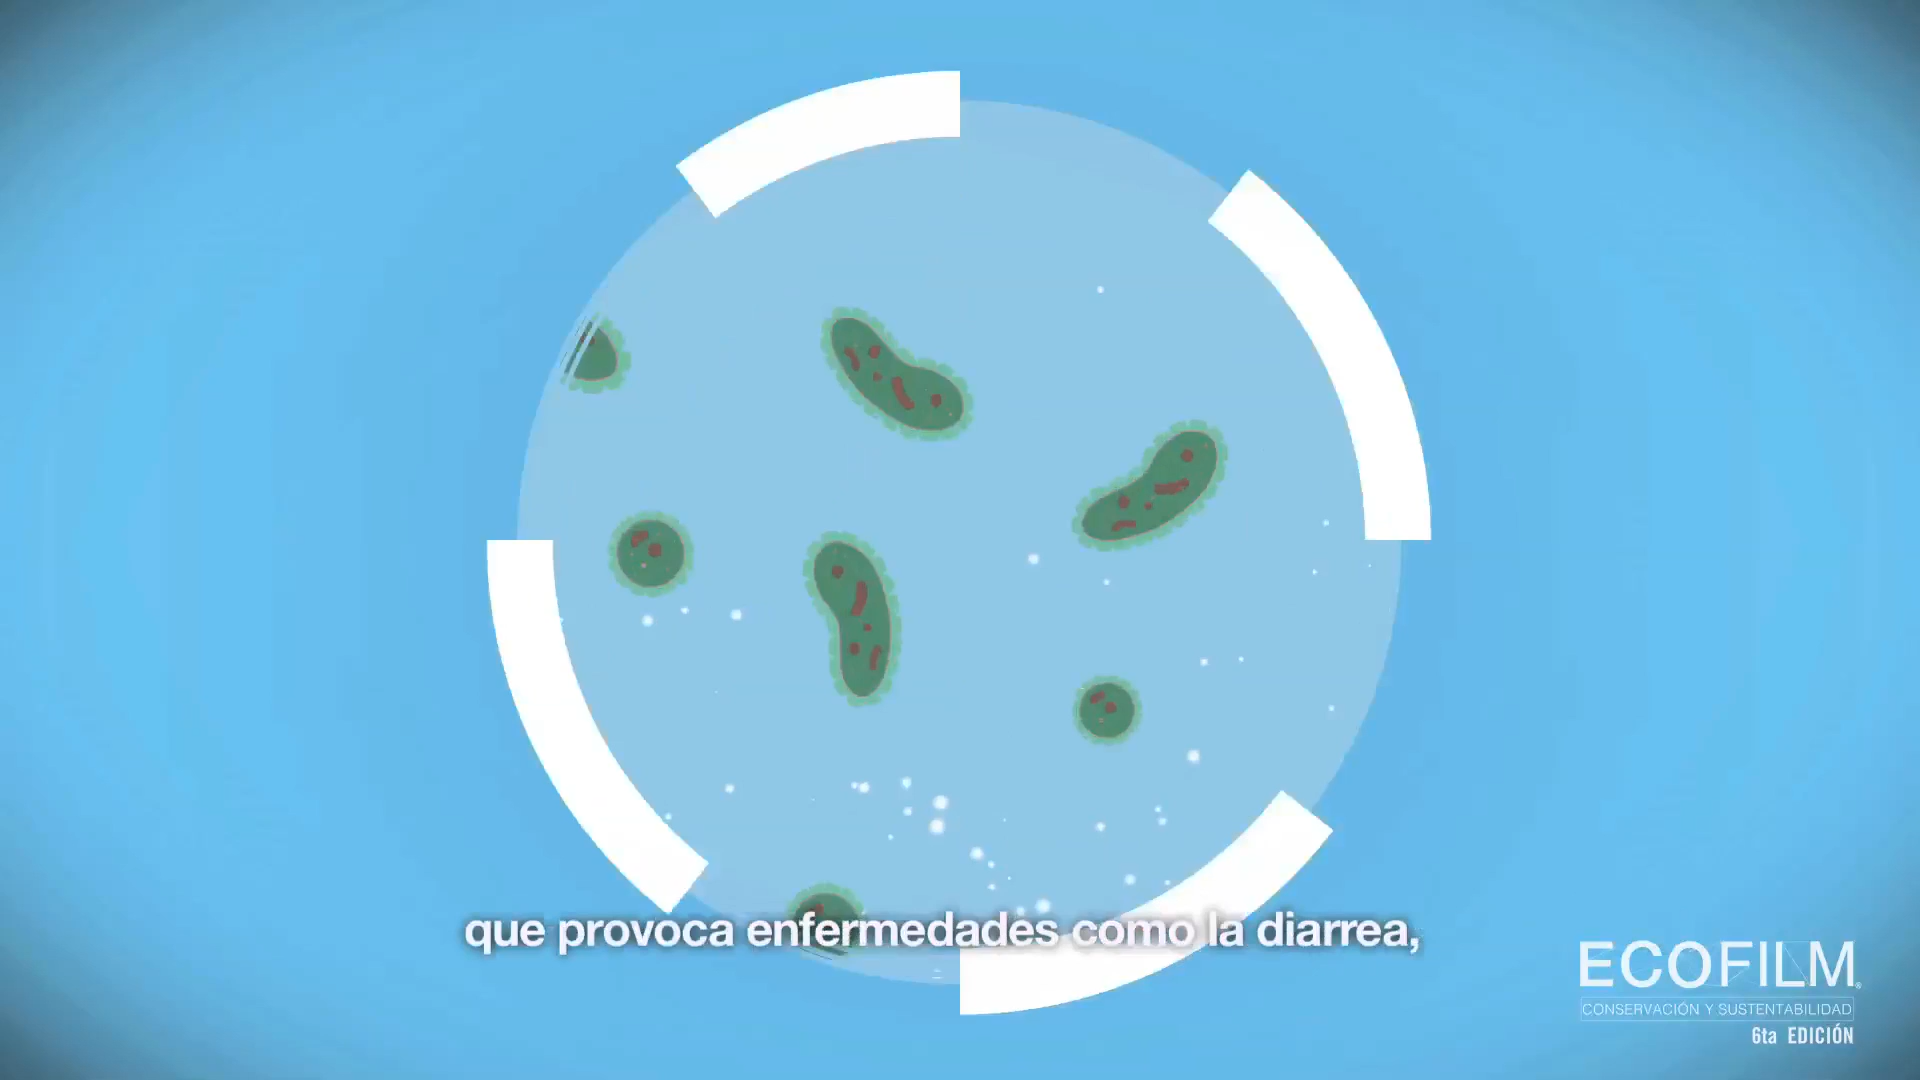 que provoca enfermedades como la diarrea,
ECOFILM®
CONSERVACIÓN Y SUSTENTABILIDAD
6ta EDICIÓN